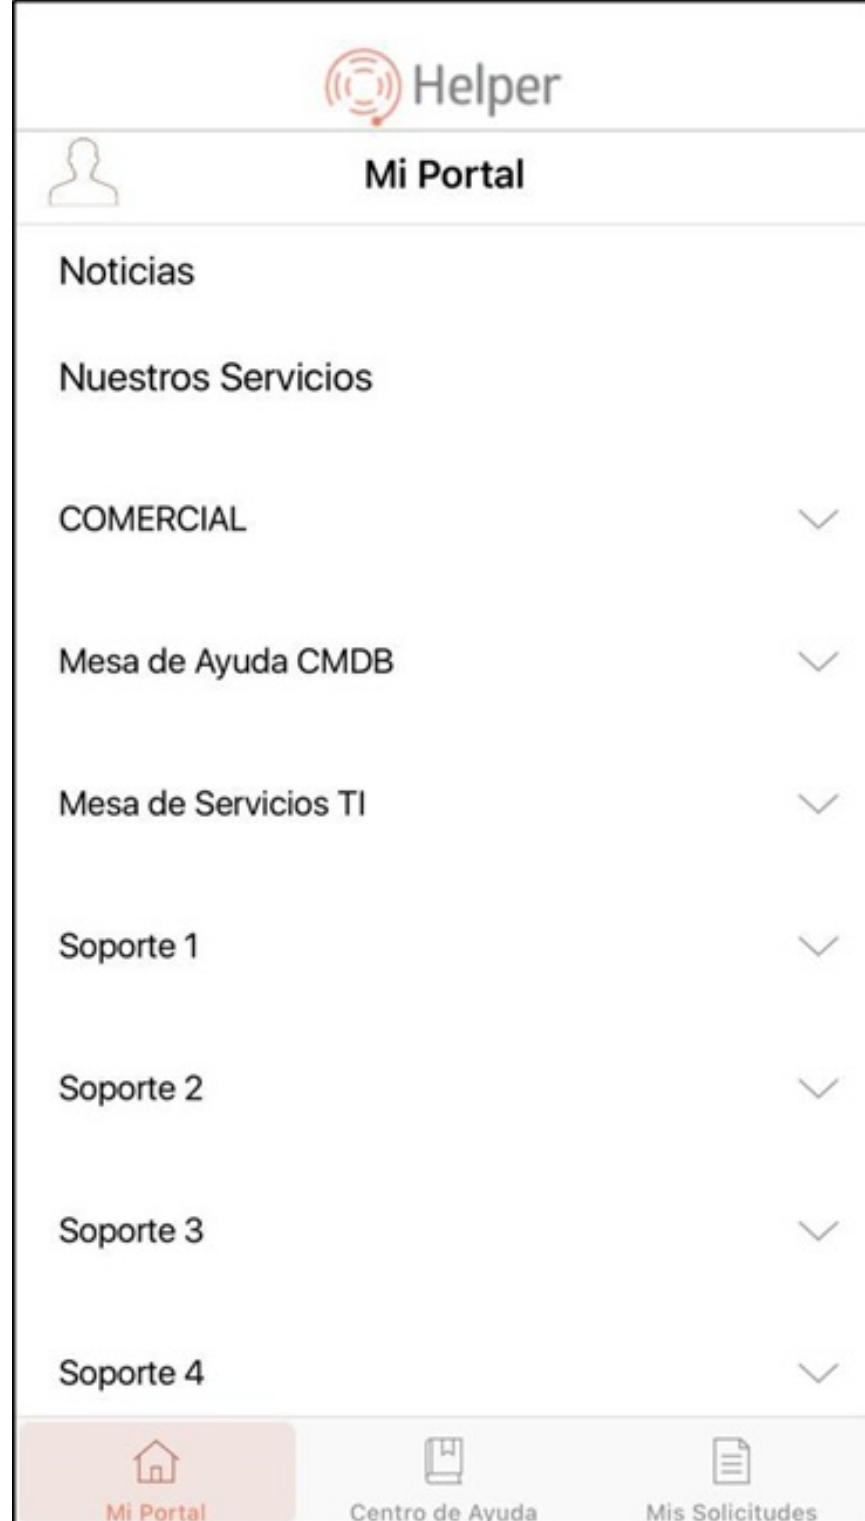 Helper
Mi Portal
Noticias
Nuestros Servicios
COMERCIAL
Mesa de Ayuda CMDB
Mesa de Servicios TI
Soporte 1
Soporte 2
Soporte 3
Soporte 4
Mi Portal
Centro de Ayuda
Mis Solicitudes